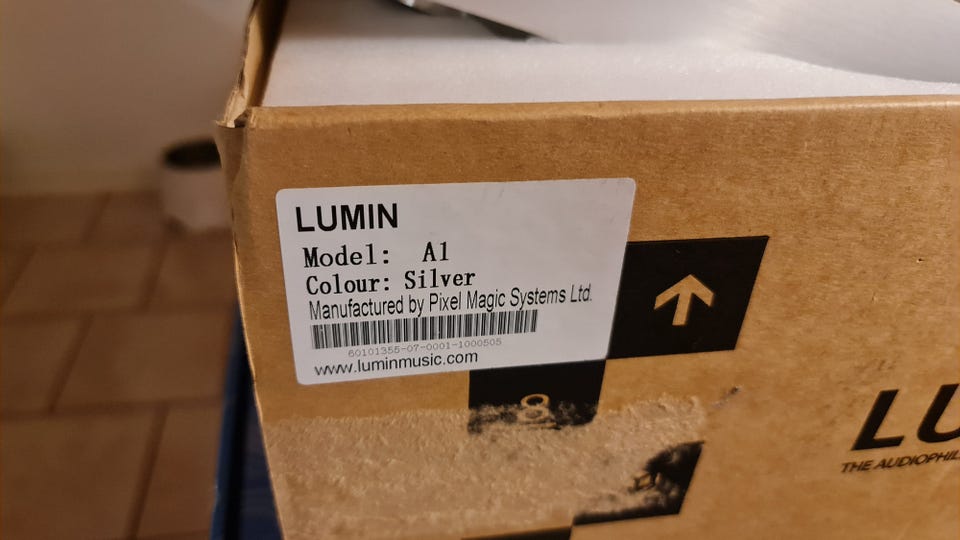 LUMIN
Model: A1
Colour: Silver
Manufactured by Pixel Magic Systems Ltd.
60101355-07-0001-1000505
www.luminmusic.com
8
LU
THE AUDIOPHIL